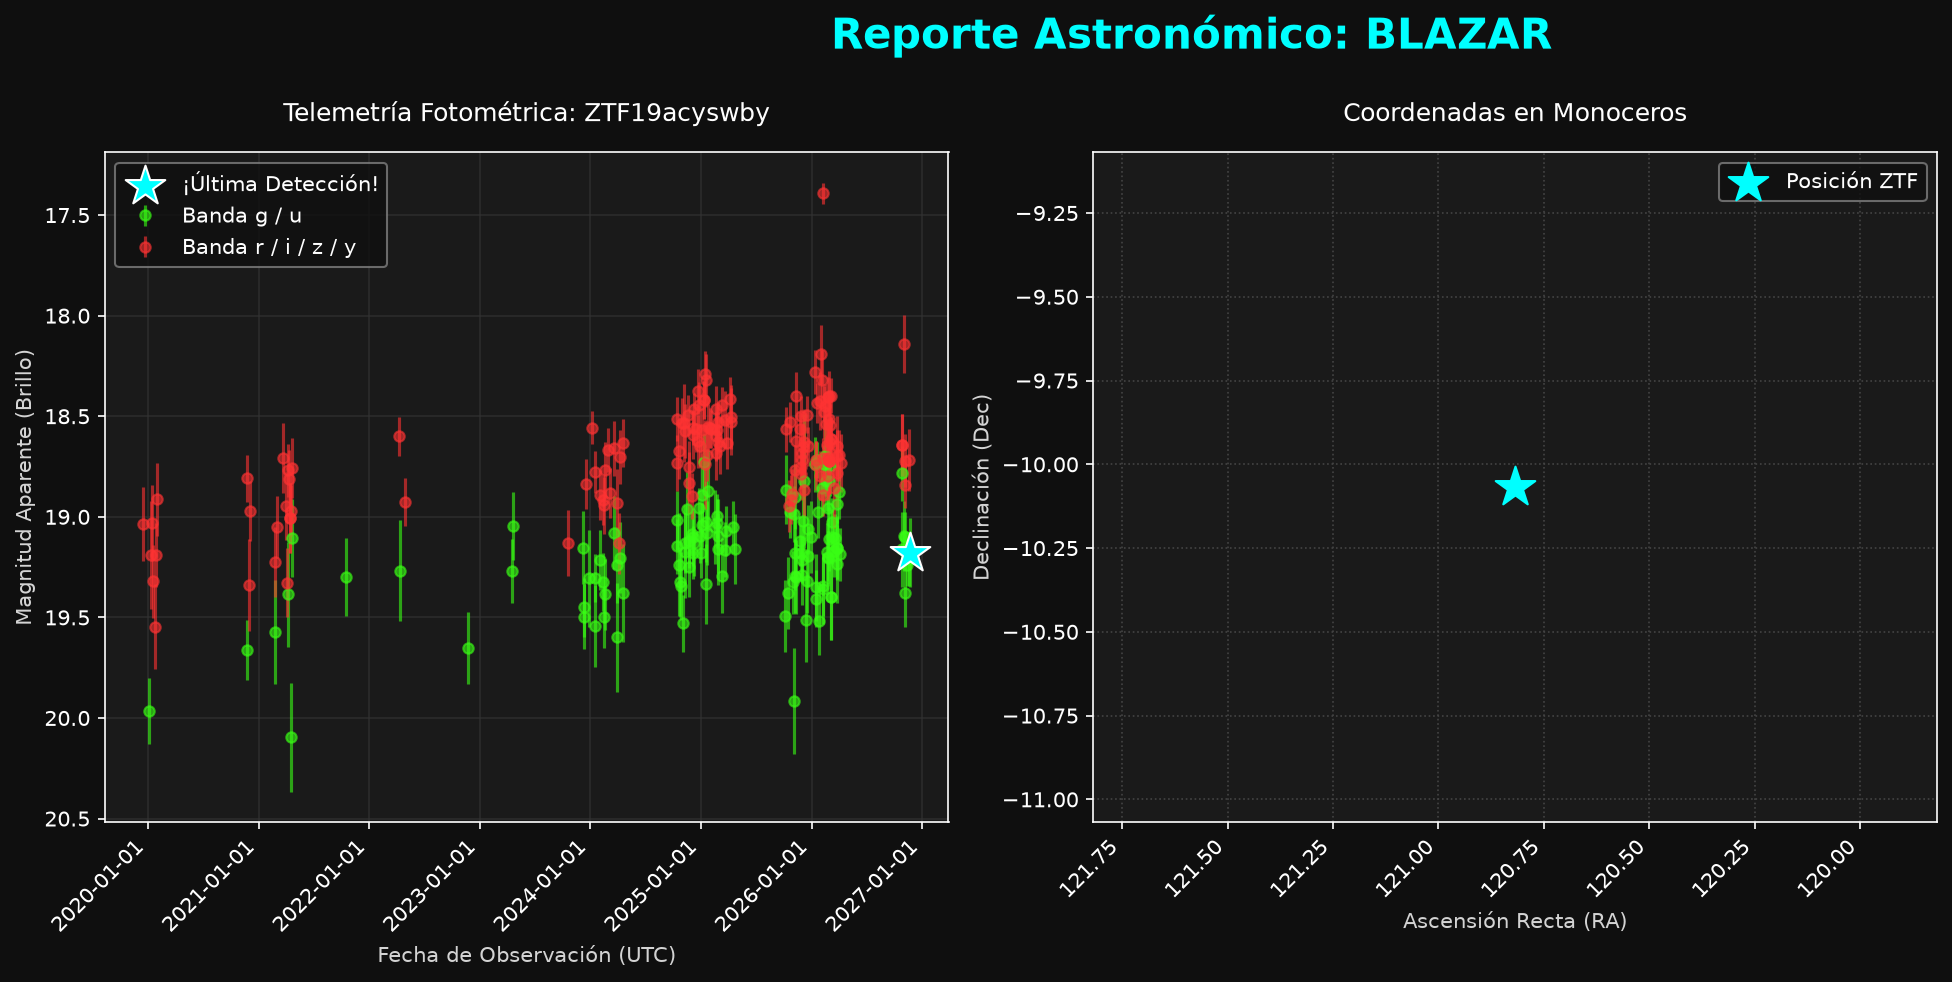 Reporte Astronómico: BLAZAR
Telemetría Fotométrica: ZTF19acyswby
¡Última Detección!
Banda g / u
Banda r / i / z / y
Magnitud Aparente (Brillo)
17.5
18.0
18.5
19.0
19.5
20.0
20.5
2020-01-01
2021-01-01
2022-01-01
2023-01-01
2024-01-01
2025-01-01
2026-01-01
2027-01-01
Fecha de Observación (UTC)
Coordenadas en Monoceros
Posición ZTF
Declinación (Dec)
−9.25
−9.50
−9.75
−10.00
−10.25
−10.50
−10.75
−11.00
121.75
121.50
121.25
121.00
120.75
120.50
120.25
120.00
Ascensión Recta (RA)